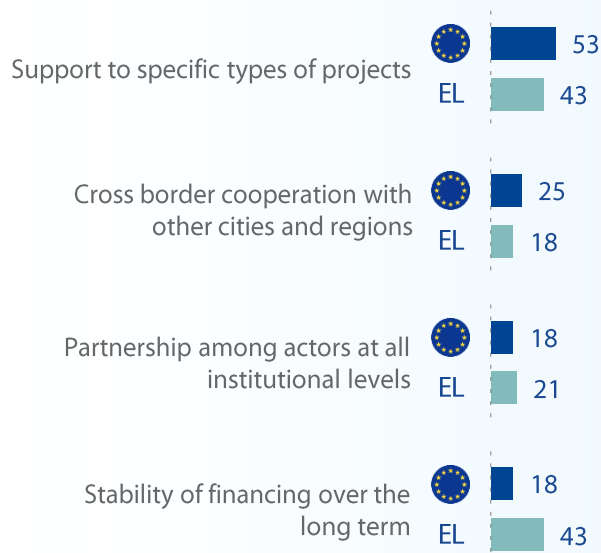 53
Support to specific types of projects
EL 43
25
Cross border cooperation with
other cities and regions
EL 18
18
Partnership among actors at all
institutional levels
EL 21
18
Stability of financing over the
long term
EL 43